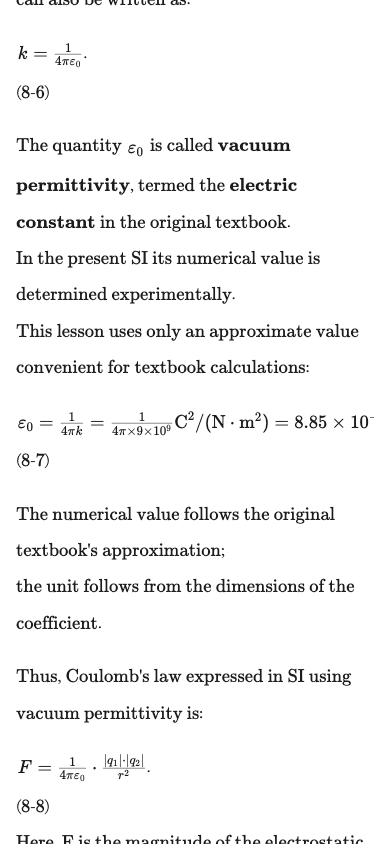 can also be written as:
k = 1/(4πε₀).
(8-6)
The quantity ε₀ is called vacuum
permittivity, termed the electric
constant in the original textbook.
In the present SI its numerical value is
determined experimentally.
This lesson uses only an approximate value
convenient for textbook calculations:
ε₀ = 1/(4πk) = 1/(4π×9×10⁹) C²/(N · m²) = 8.85 × 10⁻
(8-7)
The numerical value follows the original
textbook's approximation;
the unit follows from the dimensions of the
coefficient.
Thus, Coulomb's law expressed in SI using
vacuum permittivity is:
F = 1/(4πε₀) · |q₁|·|q₂|/r².
(8-8)
Here, F is the magnitude of the electrostatic